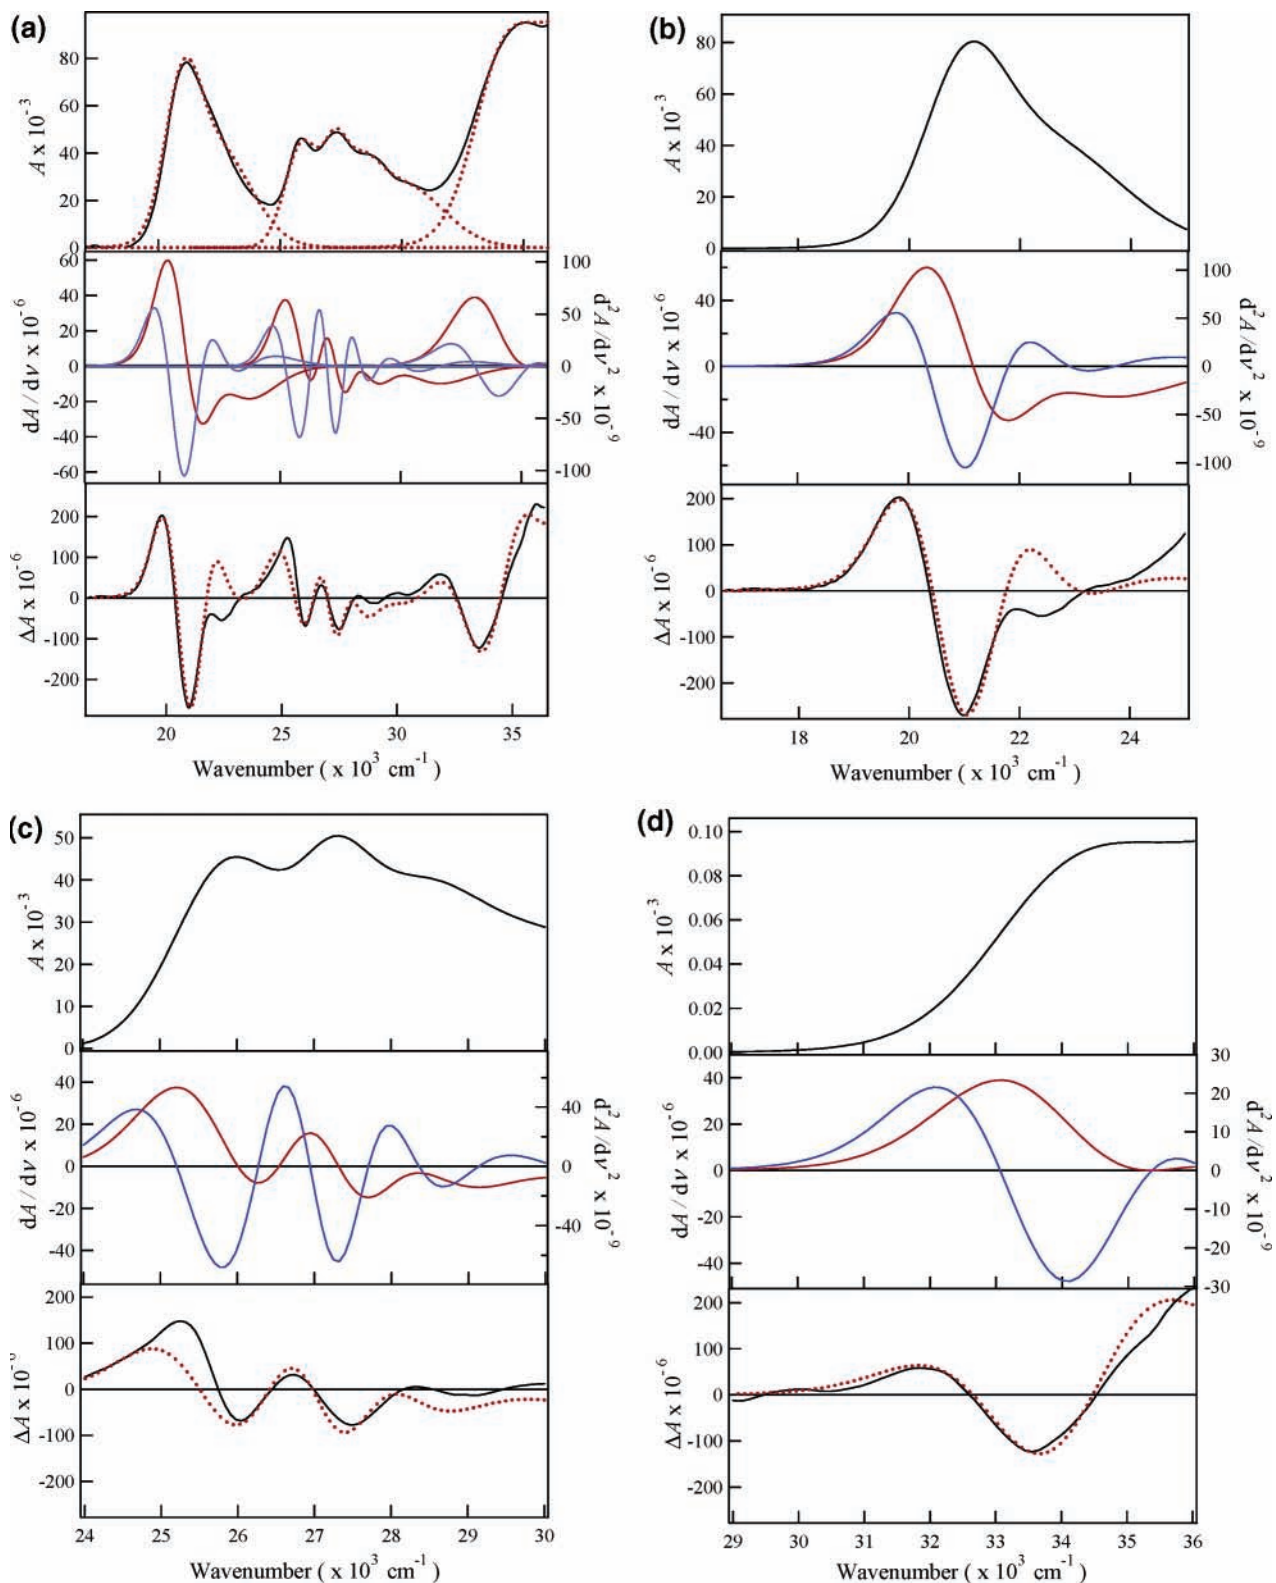 (a)
80
60
40
20
0
A x 10⁻³
60
40
20
0
-20
-40
-60
dA / dν x 10⁻⁶
100
50
0
-50
-100
d²A/dν² x 10⁻⁹
200
100
0
-100
-200
ΔA x 10⁻⁶
20 25 30 35
Wavenumber ( x 10³ cm⁻¹)
(b)
80
60
40
20
0
A x 10⁻³
40
0
-40
dA / dν x 10⁻⁶
100
50
0
-50
-100
d²A/dν² x 10⁻⁹
200
100
0
-100
-200
ΔA x 10⁻⁶
18 20 22 24
Wavenumber ( x 10³ cm⁻¹)
(c)
50
40
30
20
10
0
A x 10⁻³
40
20
0
-20
-40
dA / dν x 10⁻⁶
40
0
-40
d²A/dν² x 10⁻⁹
200
100
0
-100
-200
ΔA x 10⁻⁶
24 25 26 27 28 29 30
Wavenumber ( x 10³ cm⁻¹)
(d)
0.10
0.08
0.06
0.04
0.02
0.00
A x 10⁻³
40
20
0
-20
-40
dA / dν x 10⁻⁶
30
20
10
0
-10
-20
-30
d²A/dν² x 10⁻⁹
200
100
0
-100
-200
ΔA x 10⁻⁶
29 30 31 32 33 34 35 36
Wavenumber ( x 10³ cm⁻¹)